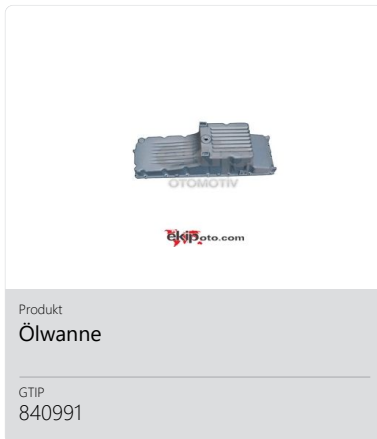 OTOMOTIV
ekipoto.com
Produkt
Ölwanne
GTIP
840991